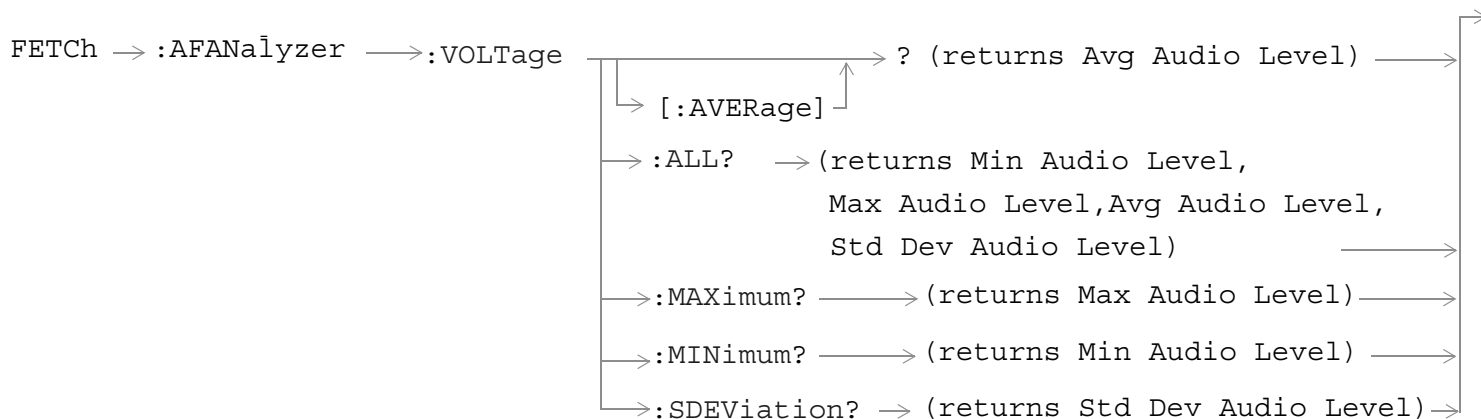 FETCh :AFANalyzer :VOLTage ? (returns Avg Audio Level)
[:AVERage]
:ALL? (returns Min Audio Level,
Max Audio Level,Avg Audio Level,
Std Dev Audio Level)
:MAXimum? (returns Max Audio Level)
:MINimum? (returns Min Audio Level)
:SDEViation? (returns Std Dev Audio Level)